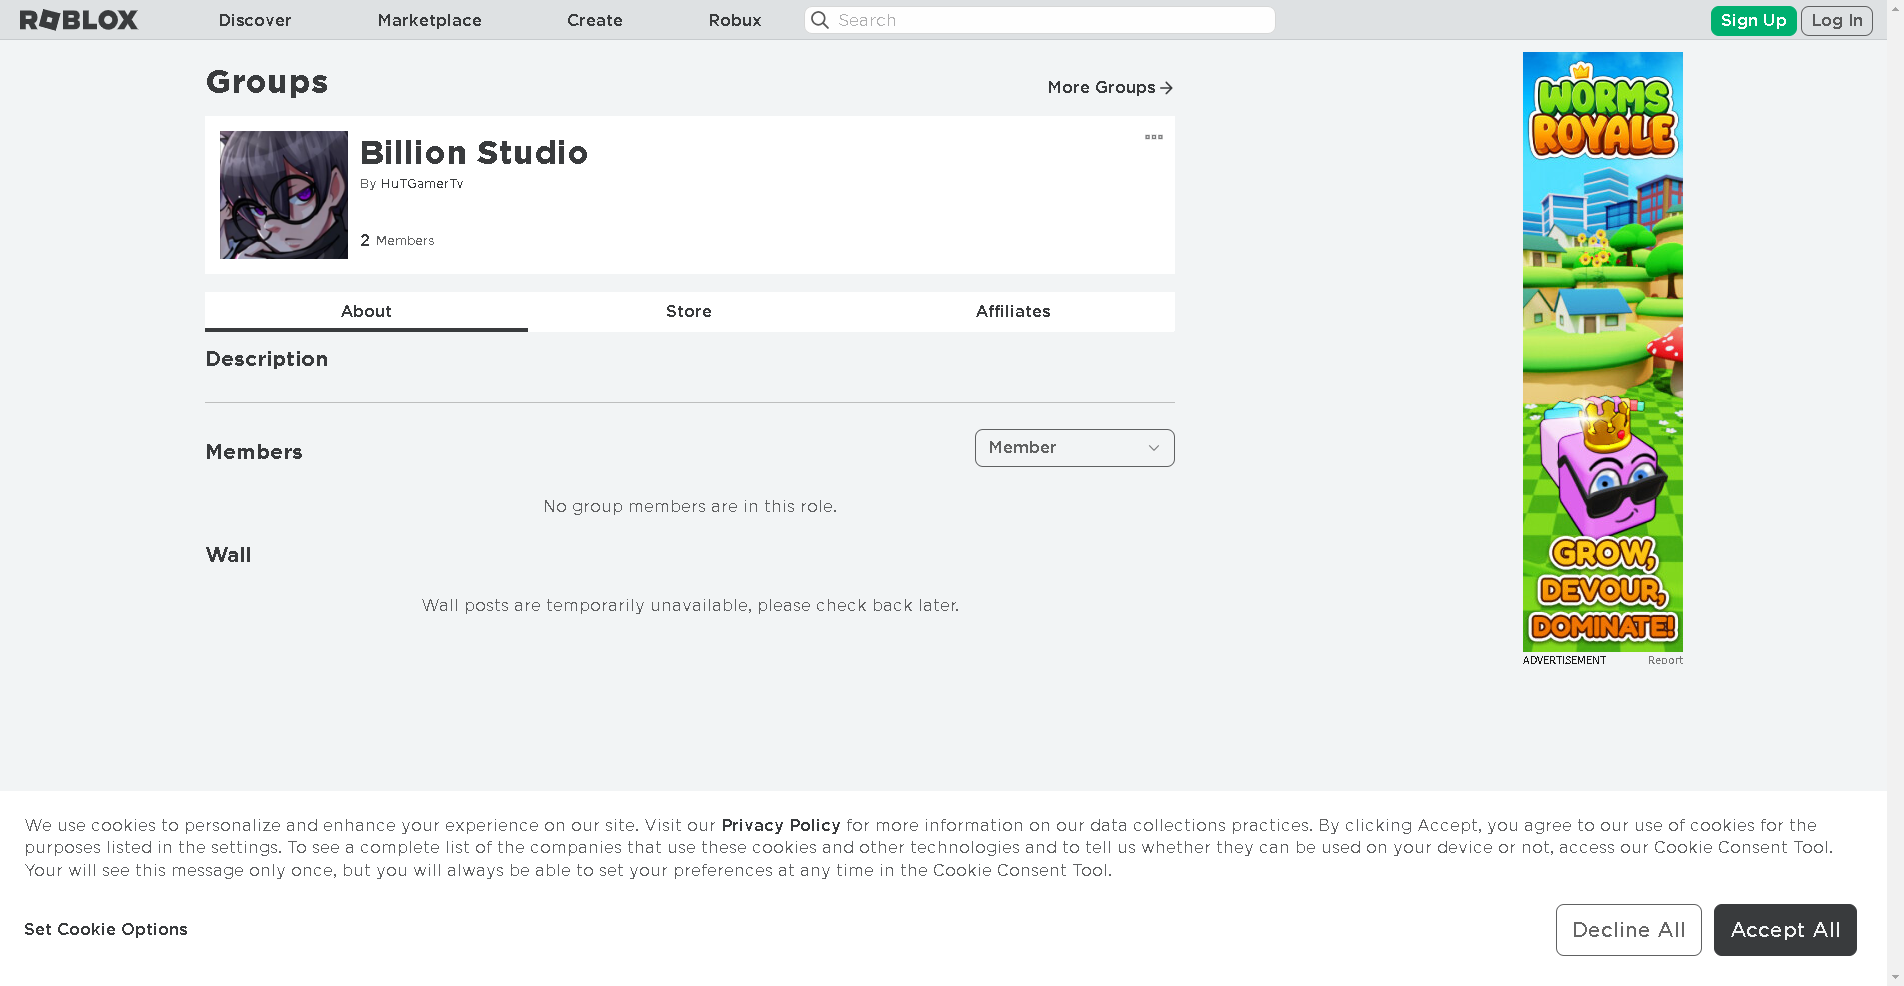 ROBLOX
Discover
Marketplace
Create
Robux
Search
Sign Up
Log In
Groups
More Groups
Billion Studio
By HuTGamerTv
2 Members
About
Store
Affiliates
Description
Members
Member
No group members are in this role.
Wall
Wall posts are temporarily unavailable, please check back later.
WORMS
ROYALE
GROW,
DEVOUR,
DOMINATE!
ADVERTISEMENT
Report
We use cookies to personalize and enhance your experience on our site. Visit our Privacy Policy for more information on our data collections practices. By clicking Accept, you agree to our use of cookies for the
purposes listed in the settings. To see a complete list of the companies that use these cookies and other technologies and to tell us whether they can be used on your device or not, access our Cookie Consent Tool.
Your will see this message only once, but you will always be able to set your preferences at any time in the Cookie Consent Tool.
Set Cookie Options
Decline All
Accept All